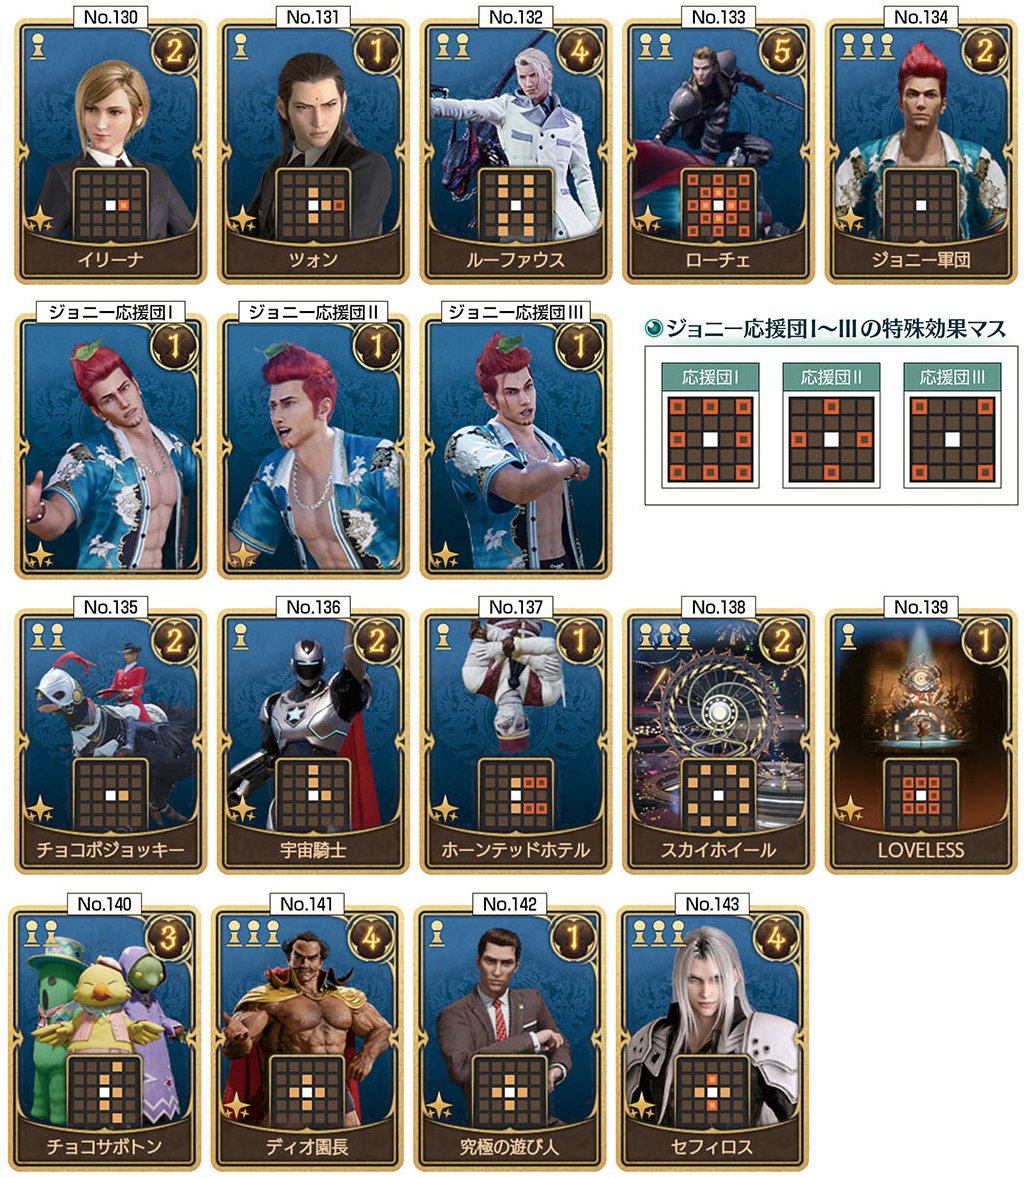 No.130
2
イリーナ
No.131
1
ツォン
No.132
4
ルーファウス
No.133
5
ローチェ
No.134
2
ジョニー軍団
ジョニー応援団Ⅰ
1
ジョニー応援団Ⅱ
1
ジョニー応援団Ⅲ
1
ジョニー応援団Ⅰ～Ⅲの特殊効果マス
応援団Ⅰ
応援団Ⅱ
応援団Ⅲ
No.135
2
チョコボジョッキー
No.136
2
宇宙騎士
No.137
1
ホーンテッドホテル
No.138
2
スカイホイール
No.139
1
LOVELESS
No.140
3
チョコサボトン
No.141
4
ディオ園長
No.142
1
究極の遊び人
No.143
4
セフィロス